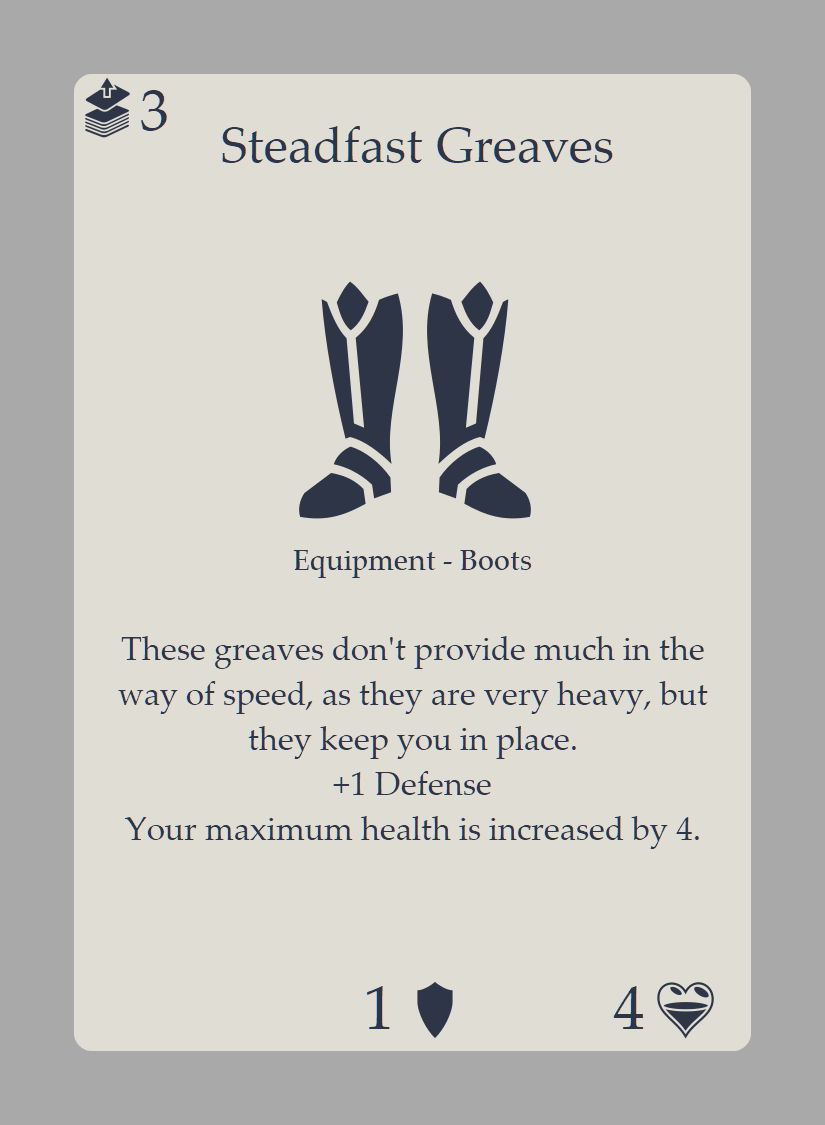 3
Steadfast Greaves
Equipment - Boots
These greaves don't provide much in the
way of speed, as they are very heavy, but
they keep you in place.
+1 Defense
Your maximum health is increased by 4.
1
4